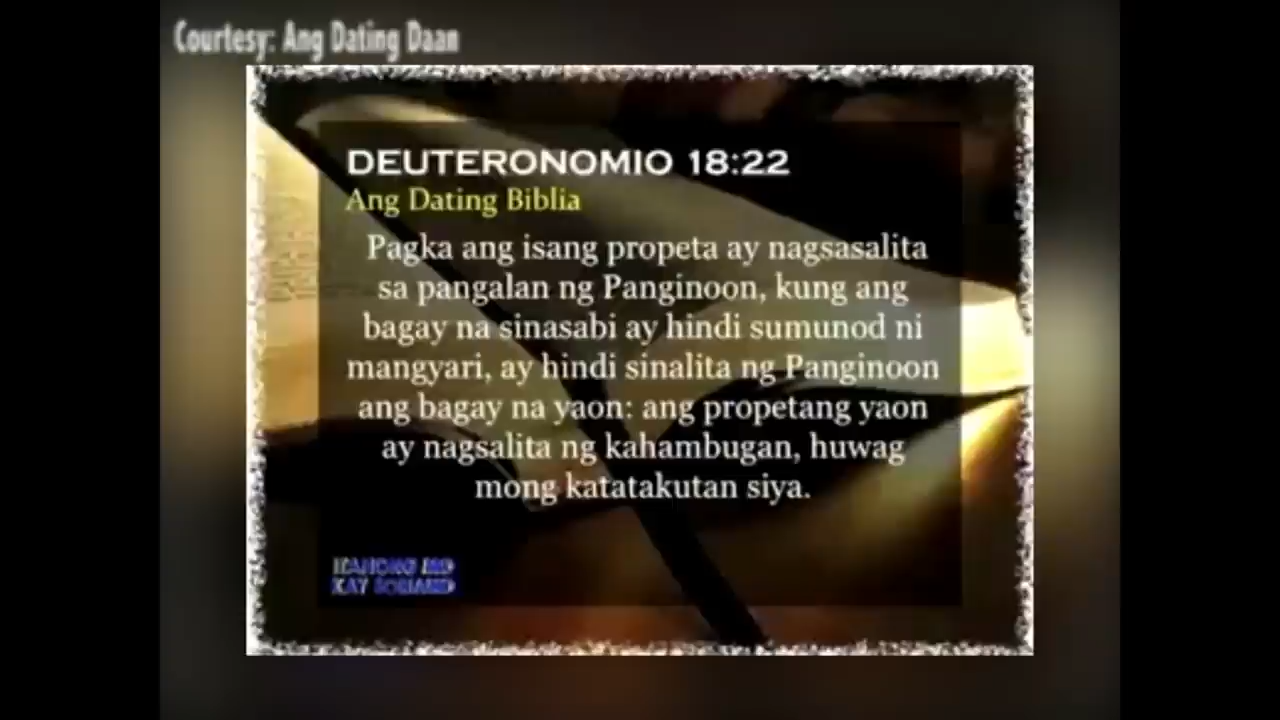 Courtesy: Ang Dating Daan
DEUTERONOMIO 18:22
Ang Dating Biblia
Pagka ang isang propeta ay nagsasalita
sa pangalan ng Panginoon, kung ang
bagay na sinasabi ay hindi sumunod ni
mangyari, ay hindi sinalita ng Panginoon
ang bagay na yaon: ang propetang yaon
ay nagsalita ng kahambugan, huwag
mong katatakutan siya.
KAY